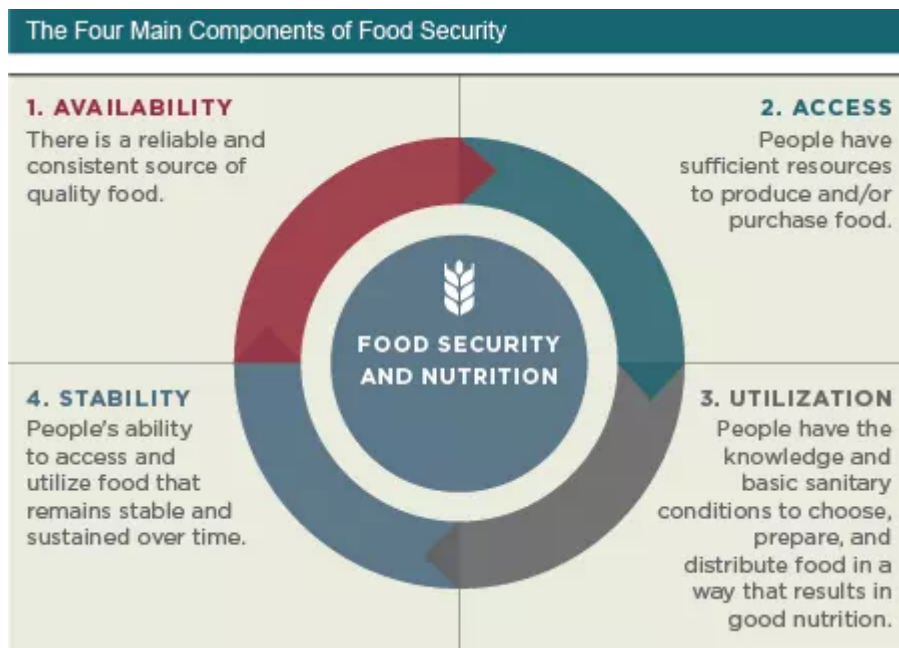 The Four Main Components of Food Security
1. AVAILABILITY
There is a reliable and
consistent source of
quality food.
2. ACCESS
People have
sufficient resources
to produce and/or
purchase food.
FOOD SECURITY
AND NUTRITION
3. UTILIZATION
People have the
knowledge and
basic sanitary
conditions to choose,
prepare, and
distribute food in a
way that results in
good nutrition.
4. STABILITY
People's ability
to access and
utilize food that
remains stable and
sustained over time.